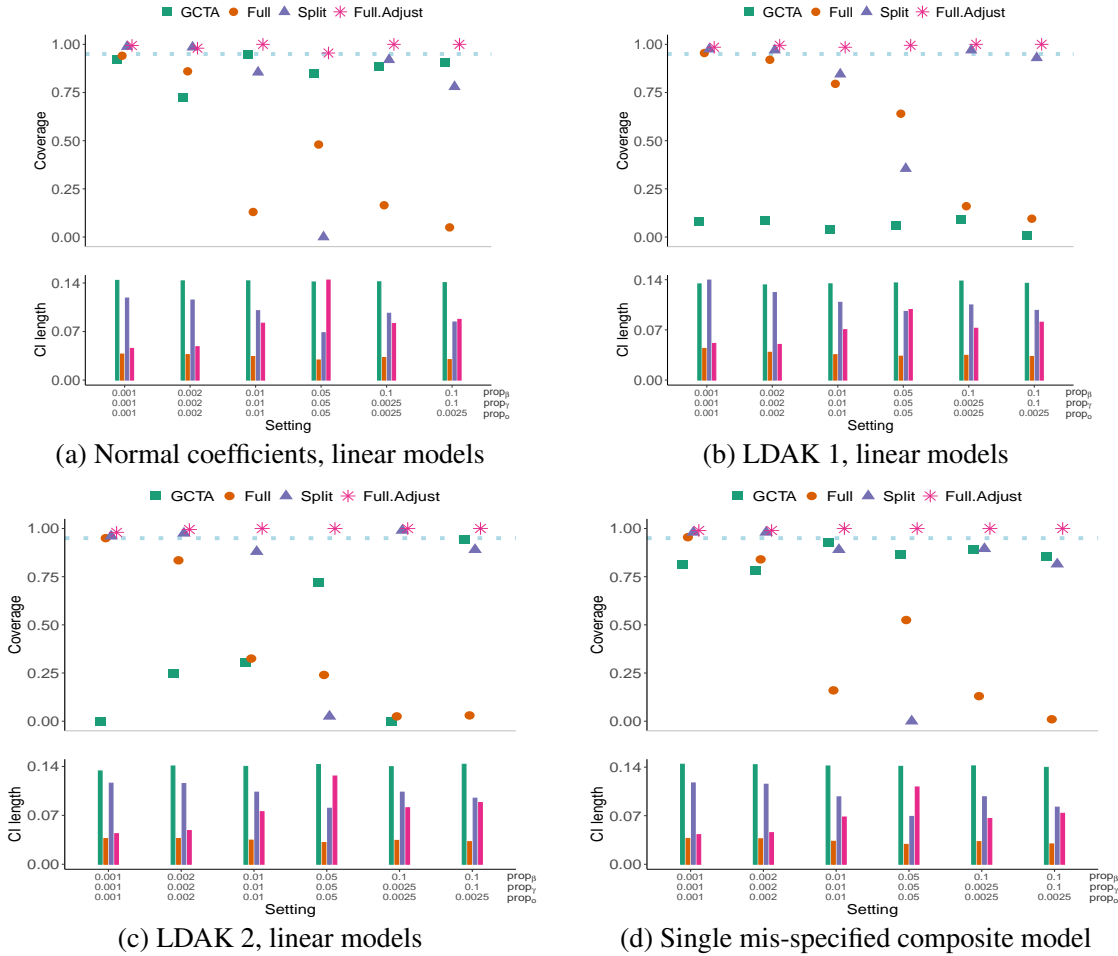 GCTA Full Split Full.Adjust
1.00
0.75
0.50
0.25
0.00
Coverage
0.14
0.07
0.00
CI length
0.001 0.002 0.01 0.05 0.1 0.1 propβ
0.001 0.002 0.01 0.05 0.0025 0.1 propγ
0.001 0.002 0.01 0.05 0.0025 0.0025 propo
Setting
(a) Normal coefficients, linear models
GCTA Full Split Full.Adjust
1.00
0.75
0.50
0.25
0.00
Coverage
0.14
0.07
0.00
CI length
0.001 0.002 0.01 0.05 0.1 0.1 propβ
0.001 0.002 0.01 0.05 0.0025 0.1 propγ
0.001 0.002 0.01 0.05 0.0025 0.0025 propo
Setting
(b) LDAK 1, linear models
GCTA Full Split Full.Adjust
1.00
0.75
0.50
0.25
0.00
Coverage
0.14
0.07
0.00
CI length
0.001 0.002 0.01 0.05 0.1 0.1 propβ
0.001 0.002 0.01 0.05 0.0025 0.1 propγ
0.001 0.002 0.01 0.05 0.0025 0.0025 propo
Setting
(c) LDAK 2, linear models
GCTA Full Split Full.Adjust
1.00
0.75
0.50
0.25
0.00
Coverage
0.14
0.07
0.00
CI length
0.001 0.002 0.01 0.05 0.1 0.1 propβ
0.001 0.002 0.01 0.05 0.0025 0.1 propγ
0.001 0.002 0.01 0.05 0.0025 0.0025 propo
Setting
(d) Single mis-specified composite model